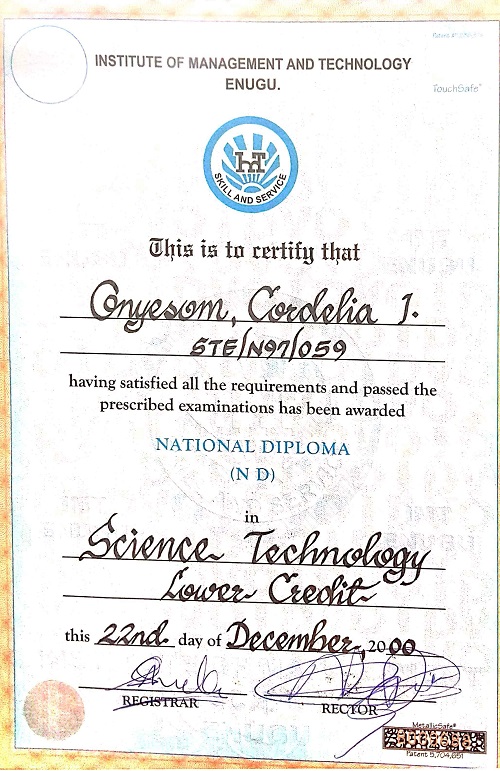 INSTITUTE OF MANAGEMENT AND TECHNOLOGY
ENUGU.
TouchSafe®
IMT
SKILL AND SERVICE
This is to certify that
Onyesom, Cordelia I.
STE/N97/059
having satisfied all the requirements and passed the
prescribed examinations has been awarded
NATIONAL DIPLOMA
(N D)
in
Science Technology
Lower Credit
this 22nd day of December, 2000
REGISTRAR
RECTOR
MetallicSafe®
Patent 5,704,651